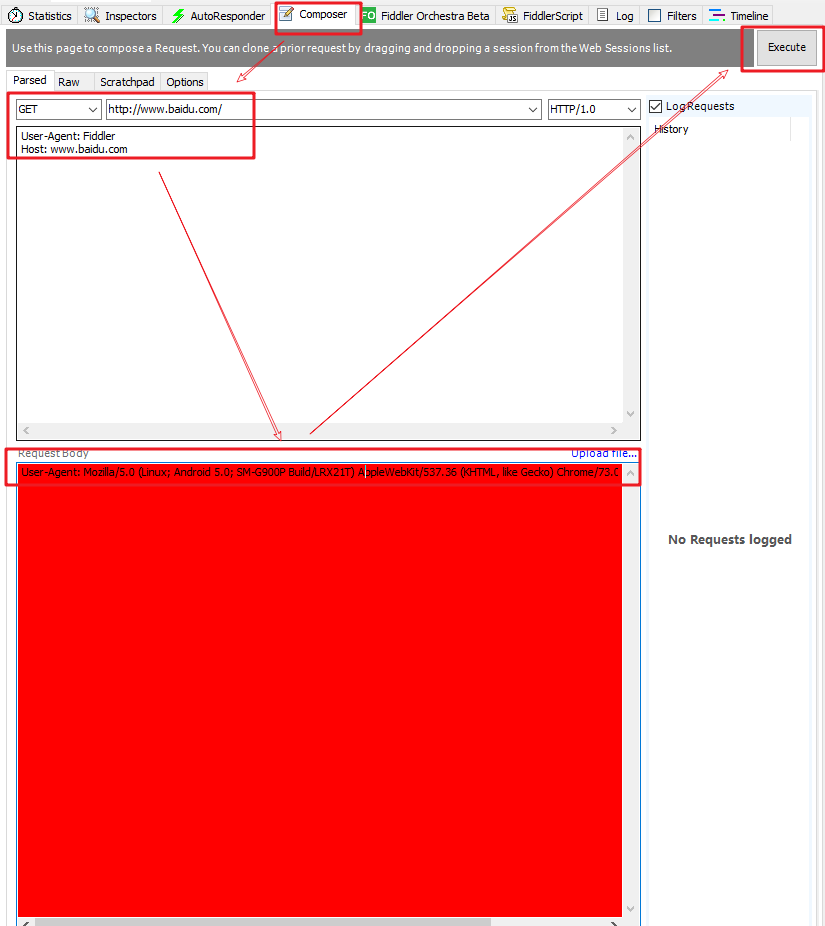 Statistics Inspectors AutoResponder Composer FO Fiddler Orchestra Beta FiddlerScript Log Filters Timeline
Use this page to compose a Request. You can clone a prior request by dragging and dropping a session from the Web Sessions list. Execute
Parsed Raw Scratchpad Options
GET http://www.baidu.com/ HTTP/1.0 Log Requests
User-Agent: Fiddler
Host: www.baidu.com
History
Request Body Upload file...
User-Agent: Mozilla/5.0 (Linux; Android 5.0; SM-G900P Build/LRX21T) AppleWebKit/537.36 (KHTML, like Gecko) Chrome/73.0
No Requests logged